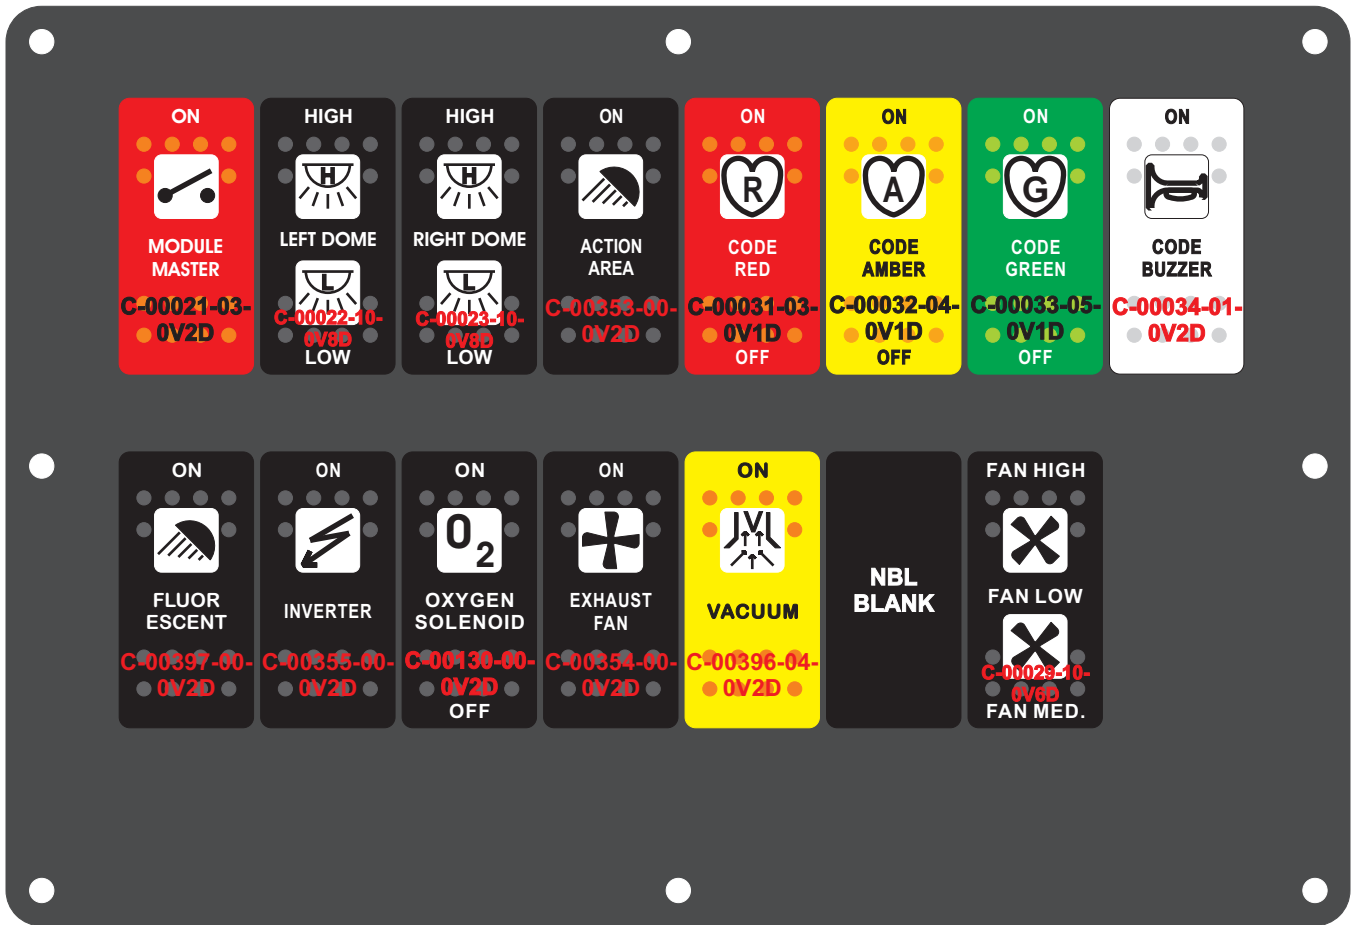 ON
HIGH
HIGH
ON
ON
ON
ON
ON
H
H
R
A
G
MODULE
MASTER
LEFT DOME
RIGHT DOME
ACTION
AREA
CODE
RED
CODE
AMBER
CODE
GREEN
CODE
BUZZER
L
L
C-00021-03-
0V2D
C-00022-10-
0V8D
C-00023-10-
0V8D
C-00353-00-
0V2D
C-00031-03-
0V1D
C-00032-04-
0V1D
C-00033-05-
0V1D
C-00034-01-
0V2D
LOW
LOW
OFF
OFF
OFF
ON
ON
ON
ON
ON
FAN HIGH
O2
V
FLUOR
ESCENT
INVERTER
OXYGEN
SOLENOID
EXHAUST
FAN
VACUUM
NBL
BLANK
FAN LOW
C-00397-00-
0V2D
C-00355-00-
0V2D
C-00130-00-
0V2D
C-00354-00-
0V2D
C-00396-04-
0V2D
C-00029-10-
0V6D
OFF
FAN MED.